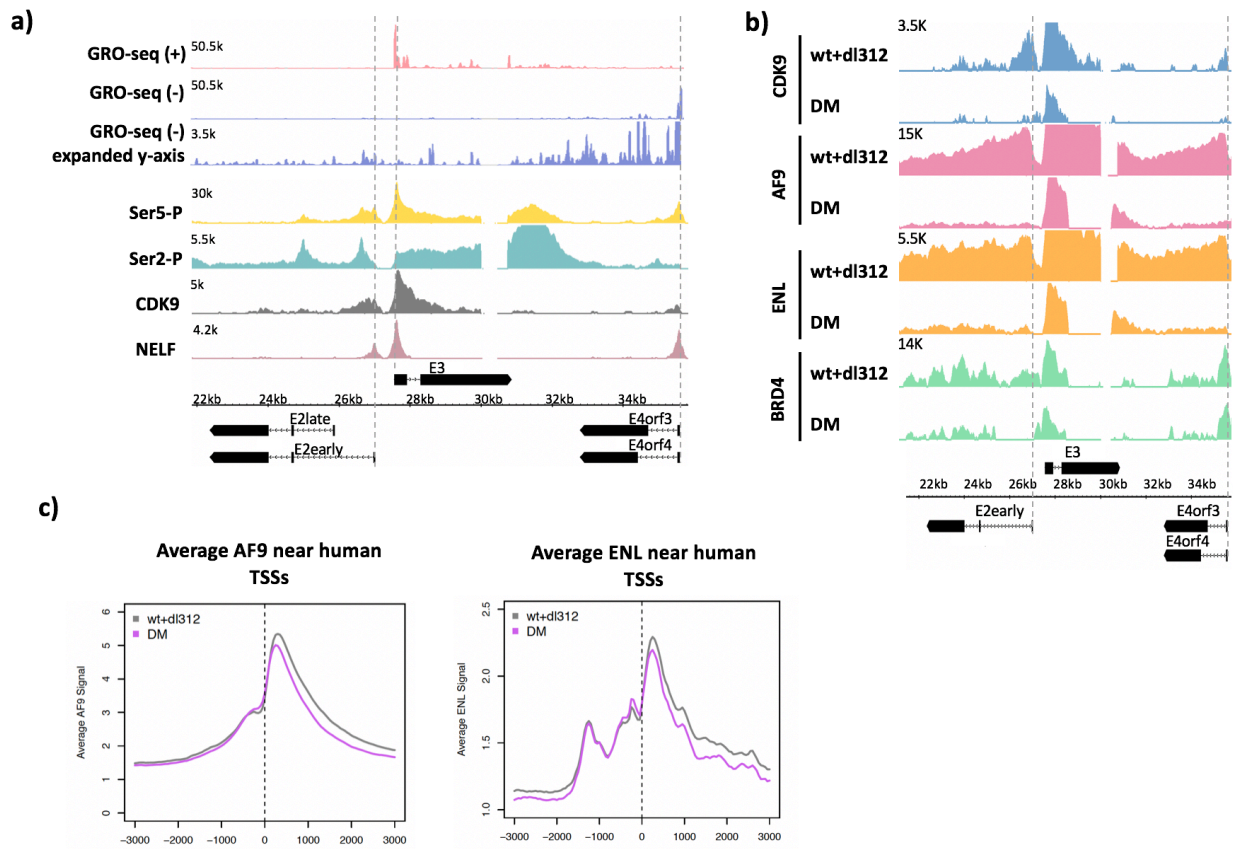 a)
GRO-seq (+)
50.5k
GRO-seq (-)
50.5k
GRO-seq (-)
expanded y-axis
3.5k
Ser5-P
30k
Ser2-P
5.5k
CDK9
5k
NELF
4.2k
E3
22kb 24kb 26kb 28kb 30kb 32kb 34kb
E2late E4orf3
E2early E4orf4
b)
CDK9
wt+dl312
3.5K
DM
AF9
wt+dl312
15K
DM
ENL
wt+dl312
5.5K
DM
BRD4
wt+dl312
14K
DM
E3
22kb 24kb 26kb 28kb 30kb 32kb 34kb
E2early E4orf3
E4orf4
c)
Average AF9 near human
TSSs
wt+dl312
DM
Average AF9 Signal
6
5
4
3
2
1
0
−3000 −2000 −1000 0 1000 2000 3000
Average ENL near human
TSSs
wt+dl312
DM
Average ENL Signal
2.5
2.0
1.5
1.0
−3000 −2000 −1000 0 1000 2000 3000